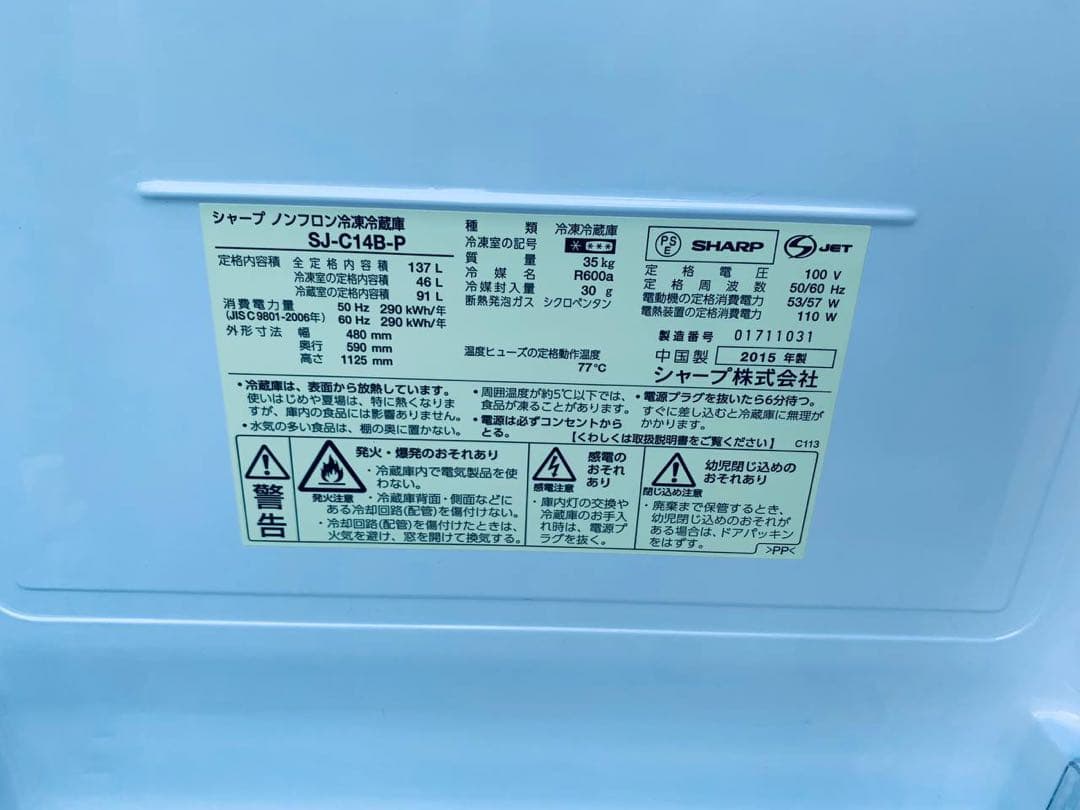 シャープ ノンフロン冷凍冷蔵庫
SJ-C14B-P
定格内容積 全定格内容積 137 L
冷凍室の定格内容積 46 L
冷蔵室の定格内容積 91 L
消費電力量 50 Hz 290 kWh/年
(JISC9801-2006年) 60 Hz 290 kWh/年
外形寸法 幅 480 mm
奥行 590 mm
高さ 1125 mm
種類 冷凍冷蔵庫
冷凍室の記号 * ***
質量 35 kg
冷媒名 R600a
冷媒封入量 30 g
断熱発泡ガス シクロペンタン
温度ヒューズの定格動作温度
77℃
PSE SHARP S JET
定格電圧 100 V
定格周波数 50/60 Hz
電動機の定格消費電力 53/57 W
電熱装置の定格消費電力 110 W
製造番号 01711031
中国製 2015 年製
シャープ株式会社
・冷蔵庫は、表面から放熱しています。
使いはじめや夏場は、特に熱くなりま
すが、庫内の食品には影響ありません。
・水気の多い食品は、棚の奥に置かない。
・周囲温度が約5℃以下では、
食品が凍ることがあります。
・電源は必ずコンセントから
とる。
・電源プラグを抜いたら6分待つ。
すぐに差し込むと冷蔵庫に無理が
かかります。
【くわしくは取扱説明書をご覧ください】 C113
警告
発火・爆発のおそれあり
発火注意
・冷蔵庫内で電気製品を使
わない。
・冷蔵庫背面・側面などに
ある冷却回路(配管)を傷付けない。
・冷却回路(配管)を傷付けたときは、
火気を避け、窓を開けて換気する。
感電の
おそれ
あり
感電注意
・庫内灯の交換や
冷蔵庫のお手入
れ時は、電源プ
ラグを抜く。
幼児閉じ込めの
おそれあり
閉じ込め注意
・廃棄まで保管するとき、
幼児閉じ込めのおそれが
ある場合は、ドアパッキン
をはずす。
>PP<